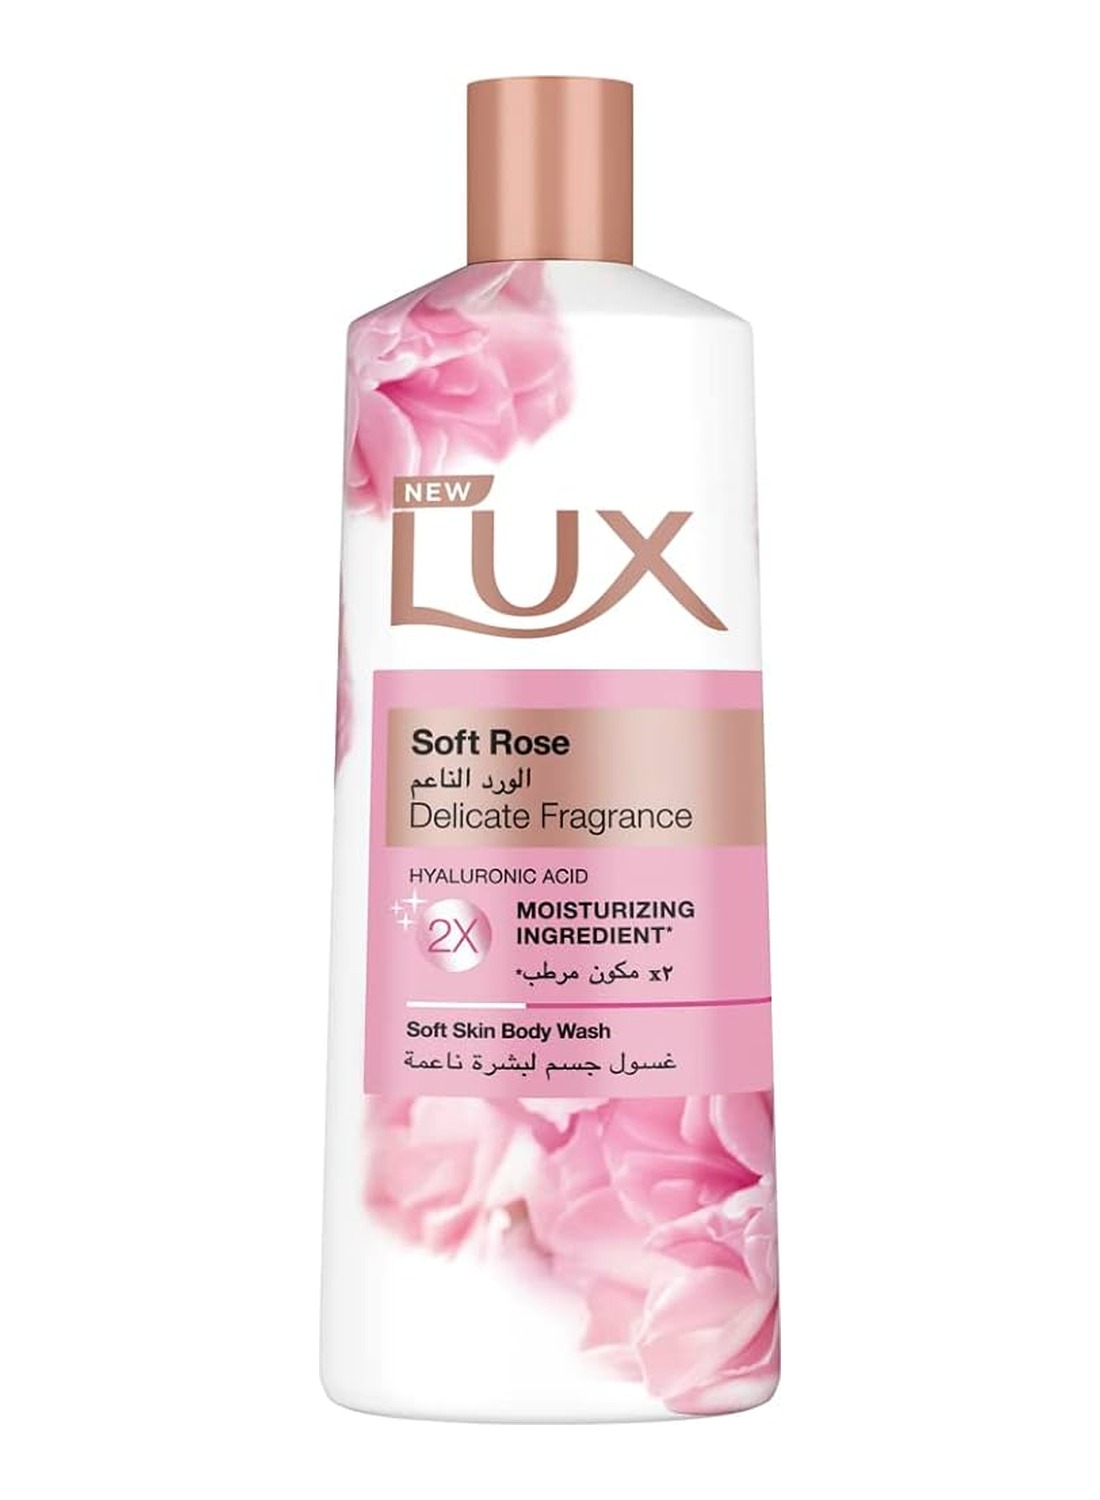 NEW
LUX
Soft Rose
الورد الناعم
Delicate Fragrance
HYALURONIC ACID
2X
MOISTURIZING
INGREDIENT*
x٢ مكون مرطب*
Soft Skin Body Wash
غسول جسم لبشرة ناعمة